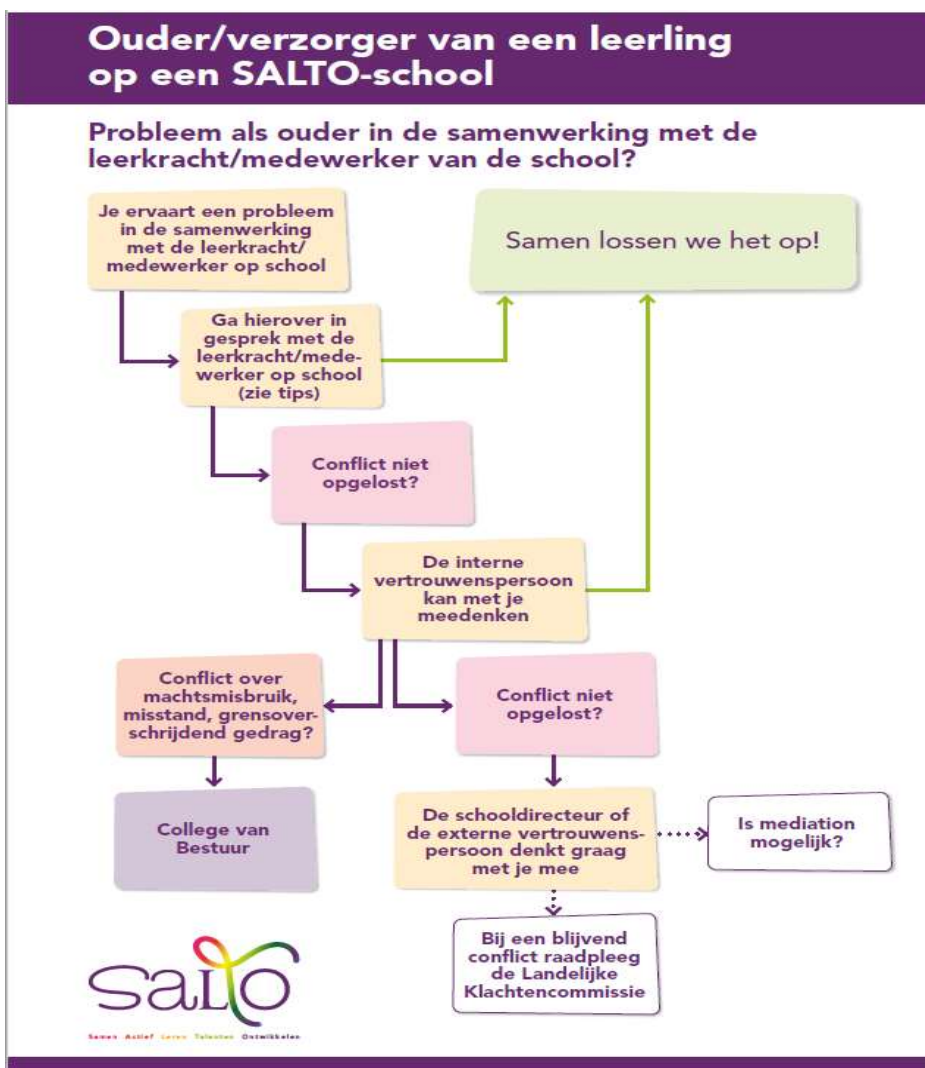 Ouder/verzorger van een leerling
op een SALTO-school
Probleem als ouder in de samenwerking met de
leerkracht/medewerker van de school?
Je ervaart een probleem
in de samenwerking
met de leerkracht/
medewerker op school
Samen lossen we het op!
Ga hierover in
gesprek met de
leerkracht/mede-
werker op school
(zie tips)
Conflict niet
opgelost?
De interne
vertrouwenspersoon
kan met je
meedenken
Conflict over
machtsmisbruik,
misstand, grensover-
schrijdend gedrag?
Conflict niet
opgelost?
College van
Bestuur
De schooldirecteur of
de externe vertrouwens-
persoon denkt graag
met je mee
Is mediation
mogelijk?
Bij een blijvend
conflict raadpleeg
de Landelijke
Klachtencommissie
SALTO
Samen Actief Leren Talenten Ontwikkelen